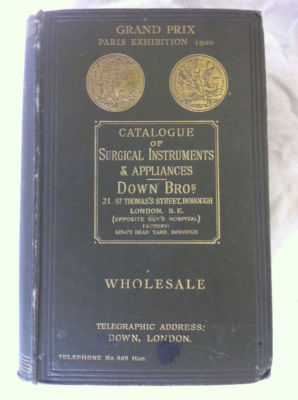 GRAND PRIX
PARIS EXHIBITION 1900
CATALOGUE
OF
SURGICAL INSTRUMENTS
& APPLIANCES
DOWN BROS
21. ST THOMAS'S STREET, BOROUGH
LONDON, S.E.
(OPPOSITE GUY'S HOSPITAL)
FACTORY:
KING'S HEAD YARD, BOROUGH
WHOLESALE
TELEGRAPHIC ADDRESS:
DOWN, LONDON.
TELEPHONE No. 965 Hop.